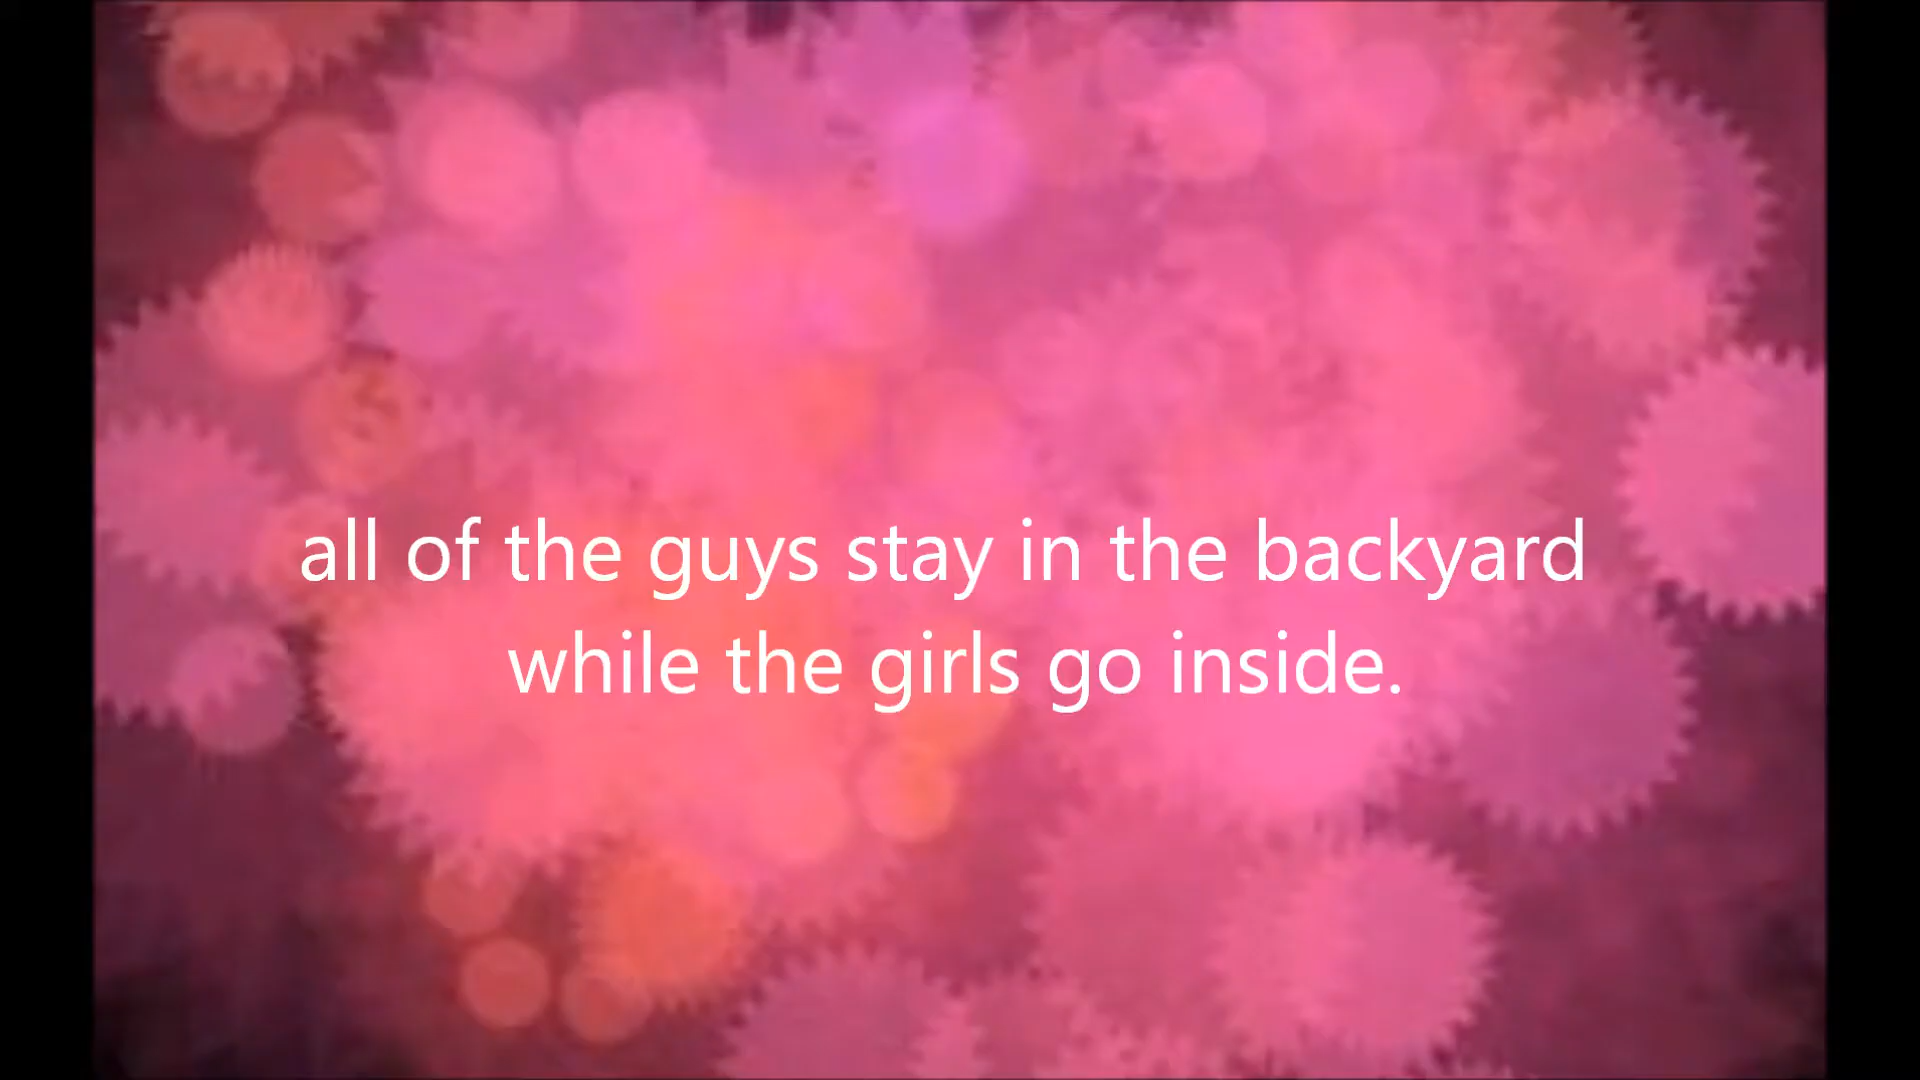 all of the guys stay in the backyard
while the girls go inside.